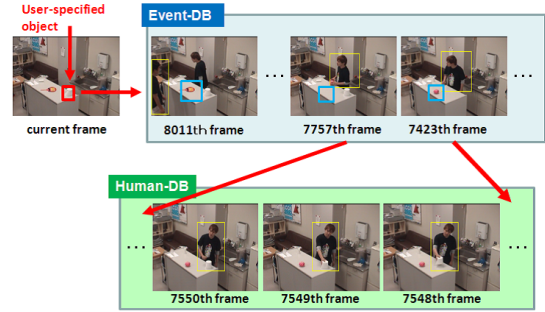 User-specified
object
Event-DB
current frame
8011th frame
...
7757th frame
7423th frame
...
Human-DB
...
7550th frame
7549th frame
7548th frame
...